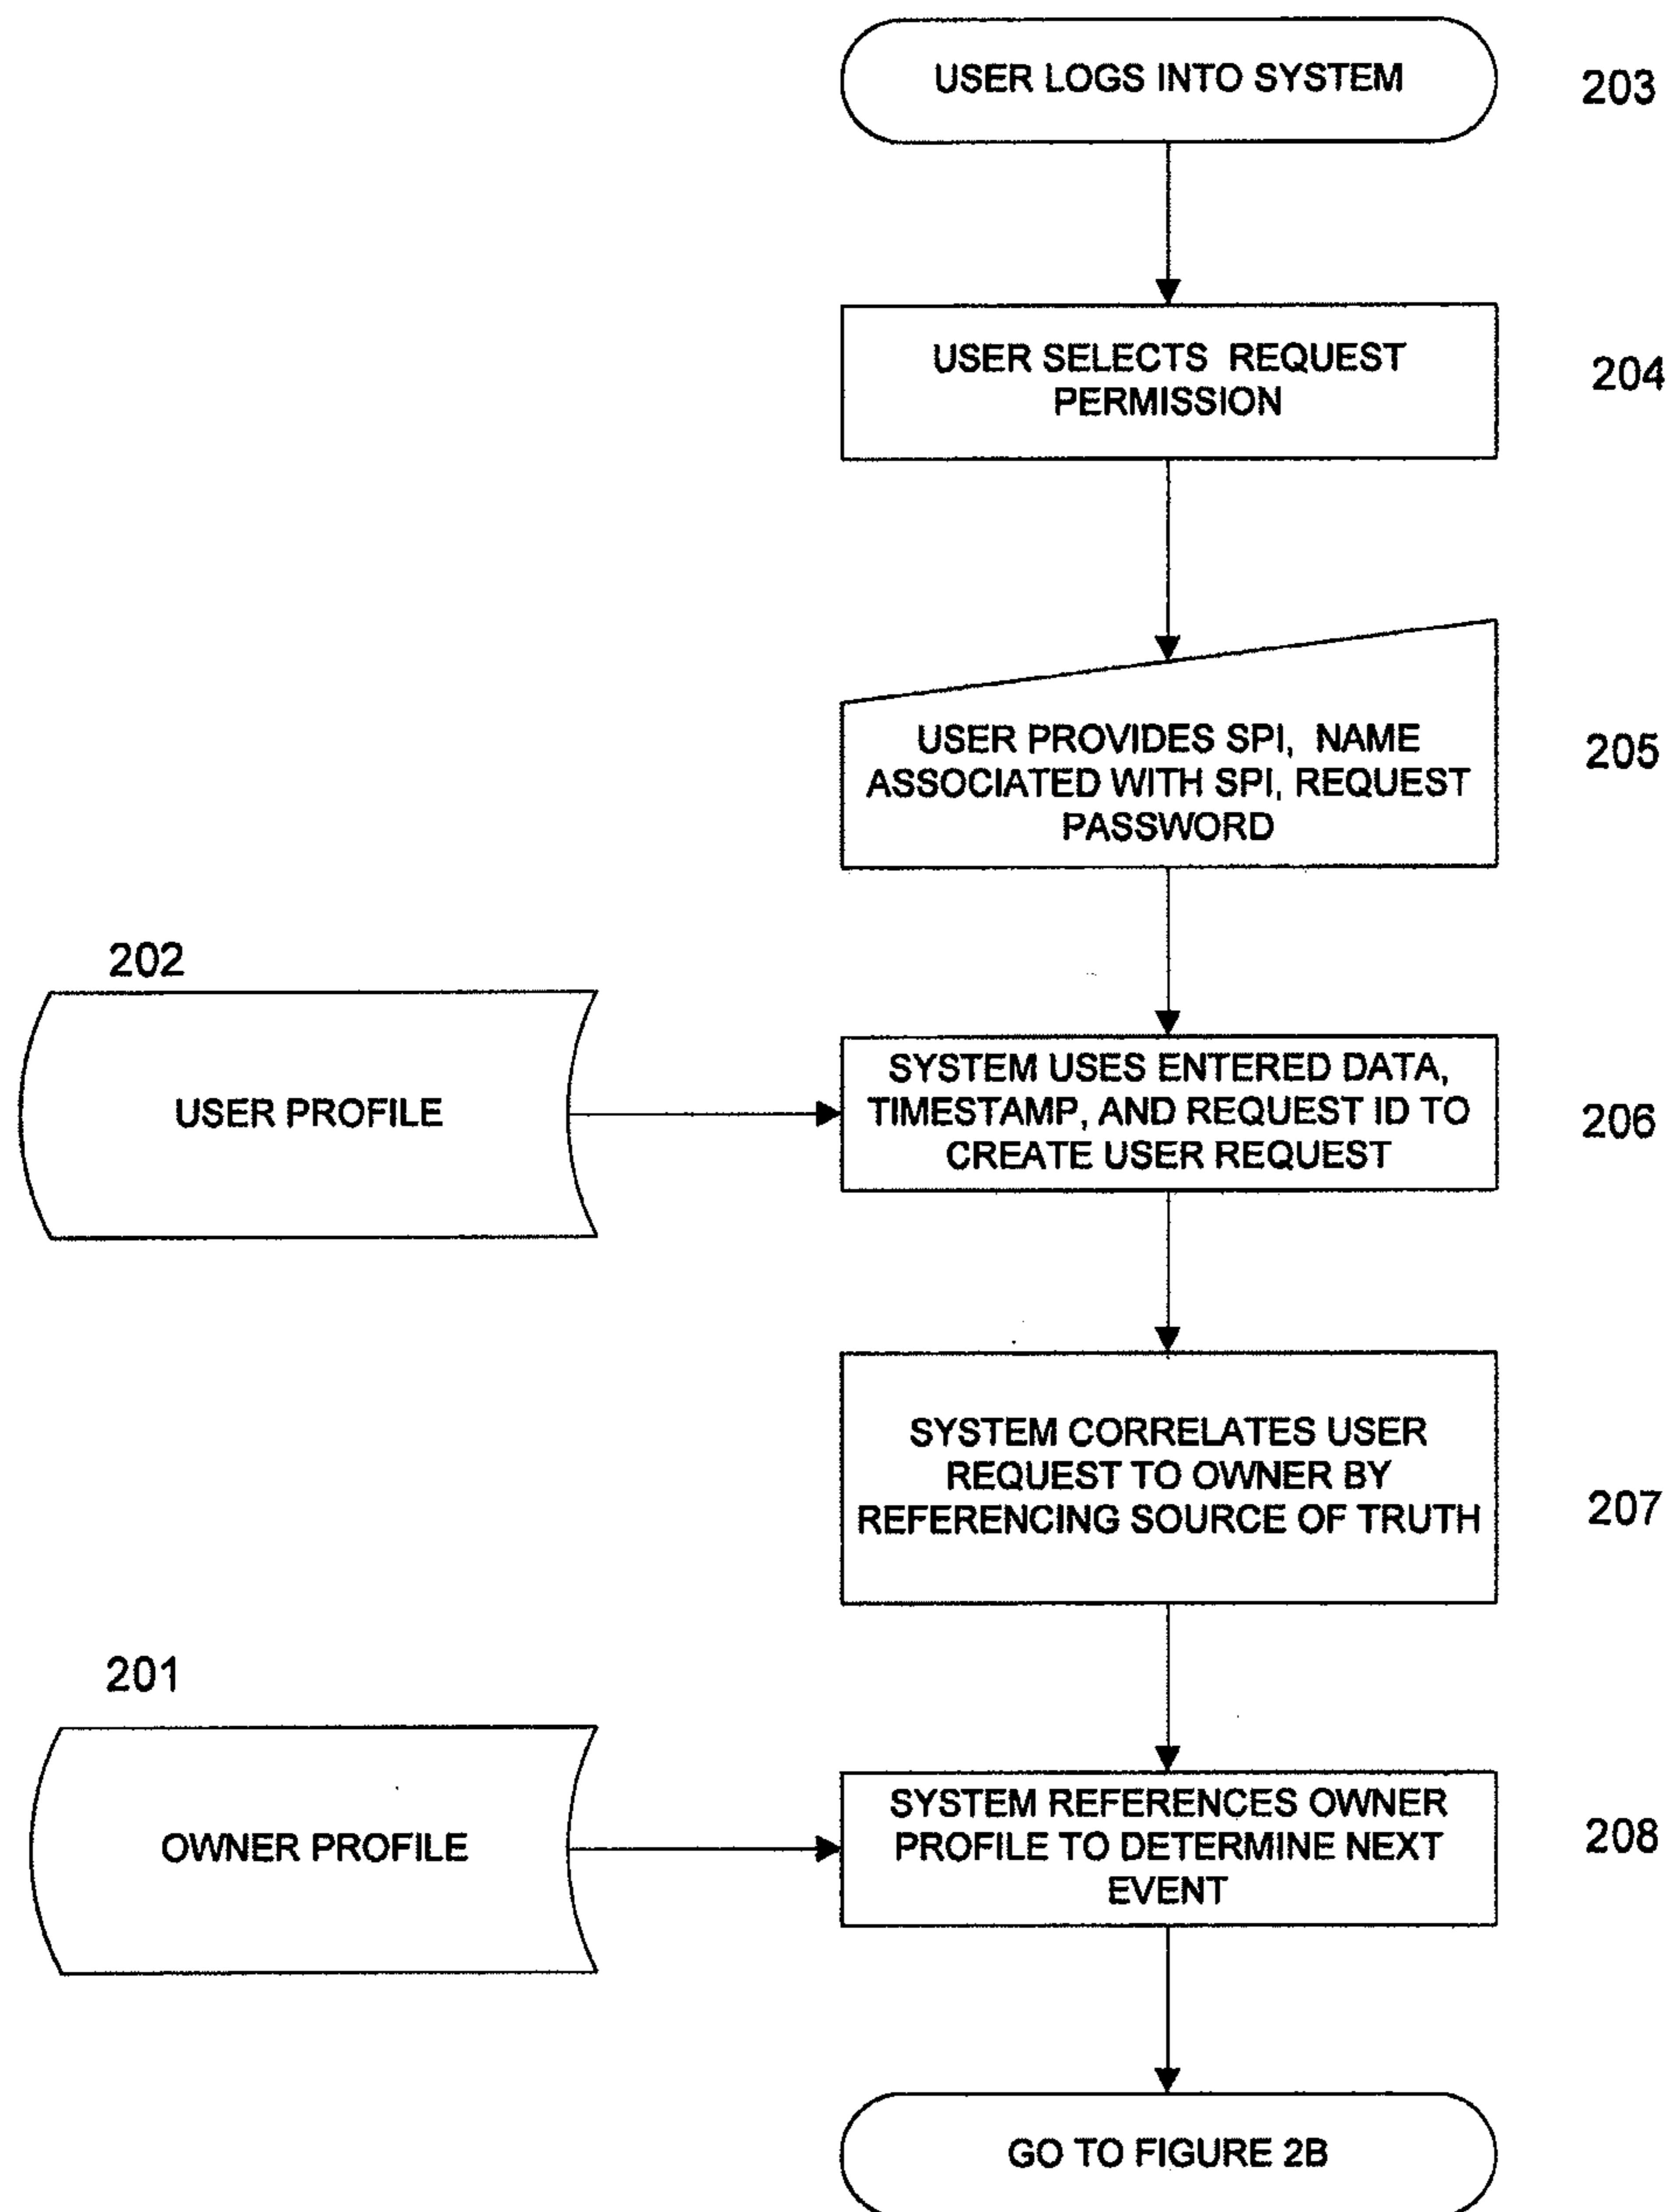 USER LOGS INTO SYSTEM
203
USER SELECTS REQUEST
PERMISSION
204
USER PROVIDES SPI, NAME
ASSOCIATED WITH SPI, REQUEST
PASSWORD
205
202
USER PROFILE
SYSTEM USES ENTERED DATA,
TIMESTAMP, AND REQUEST ID TO
CREATE USER REQUEST
206
SYSTEM CORRELATES USER
REQUEST TO OWNER BY
REFERENCING SOURCE OF TRUTH
207
201
OWNER PROFILE
SYSTEM REFERENCES OWNER
PROFILE TO DETERMINE NEXT
EVENT
208
GO TO FIGURE 2B